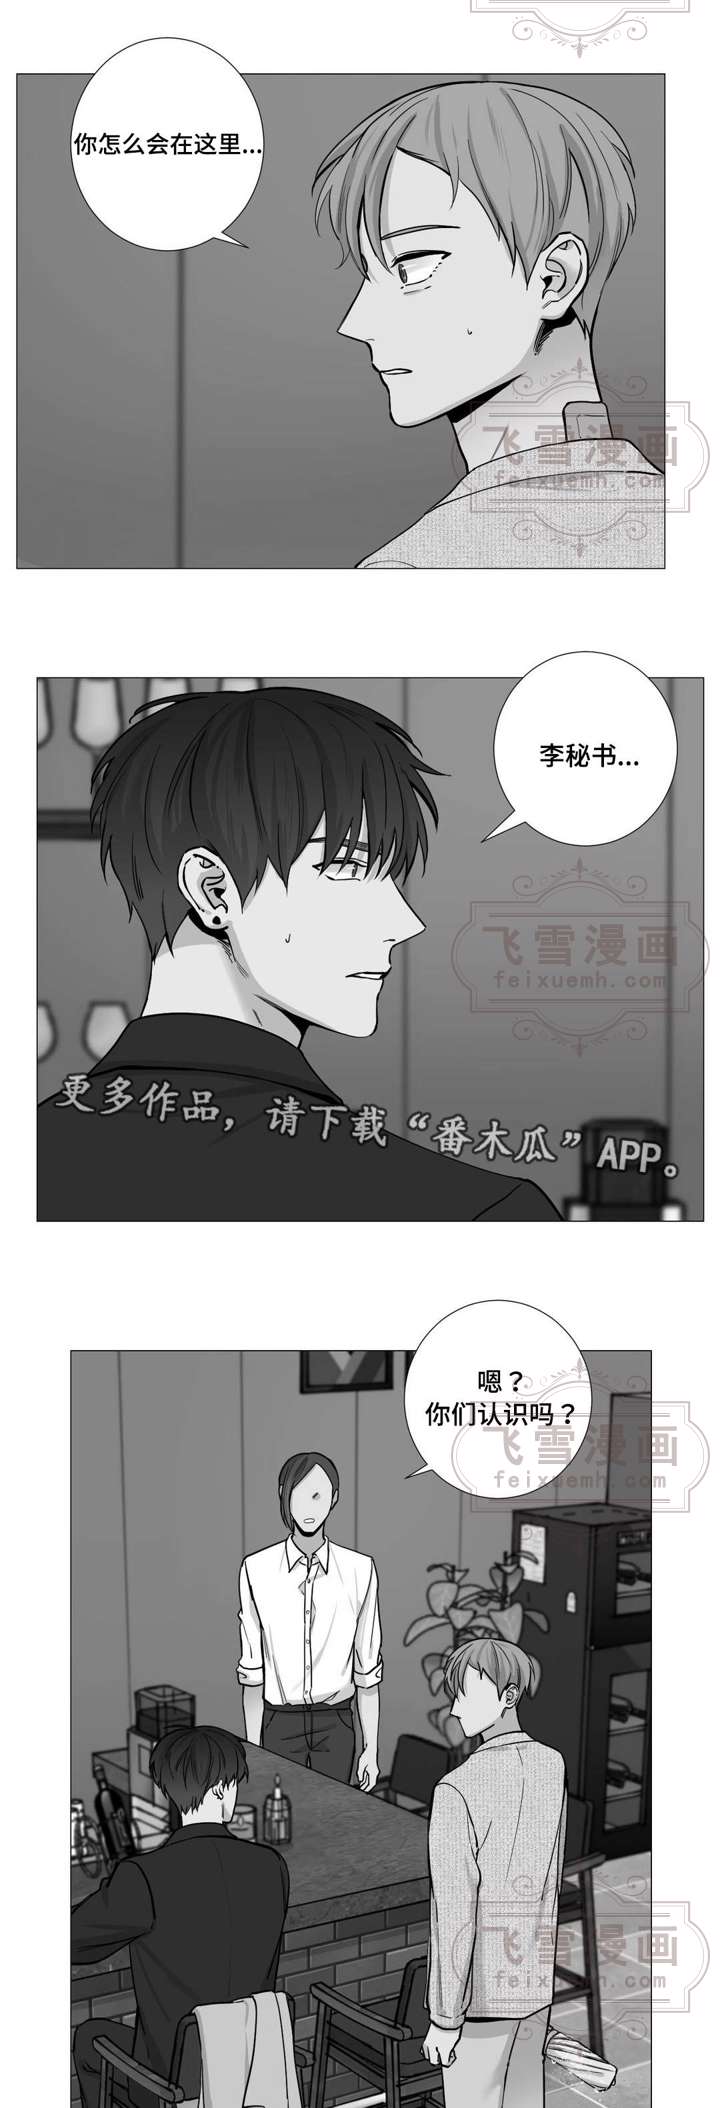 你怎么会在这里...
飞雪漫画
feixuemh.com
李秘书...
飞雪漫画
feixuemh.com
更多作品，请下载“番木瓜”APP。
嗯？
你们认识吗？
飞雪漫画
feixuemh.com
飞雪漫画
feixuemh.com